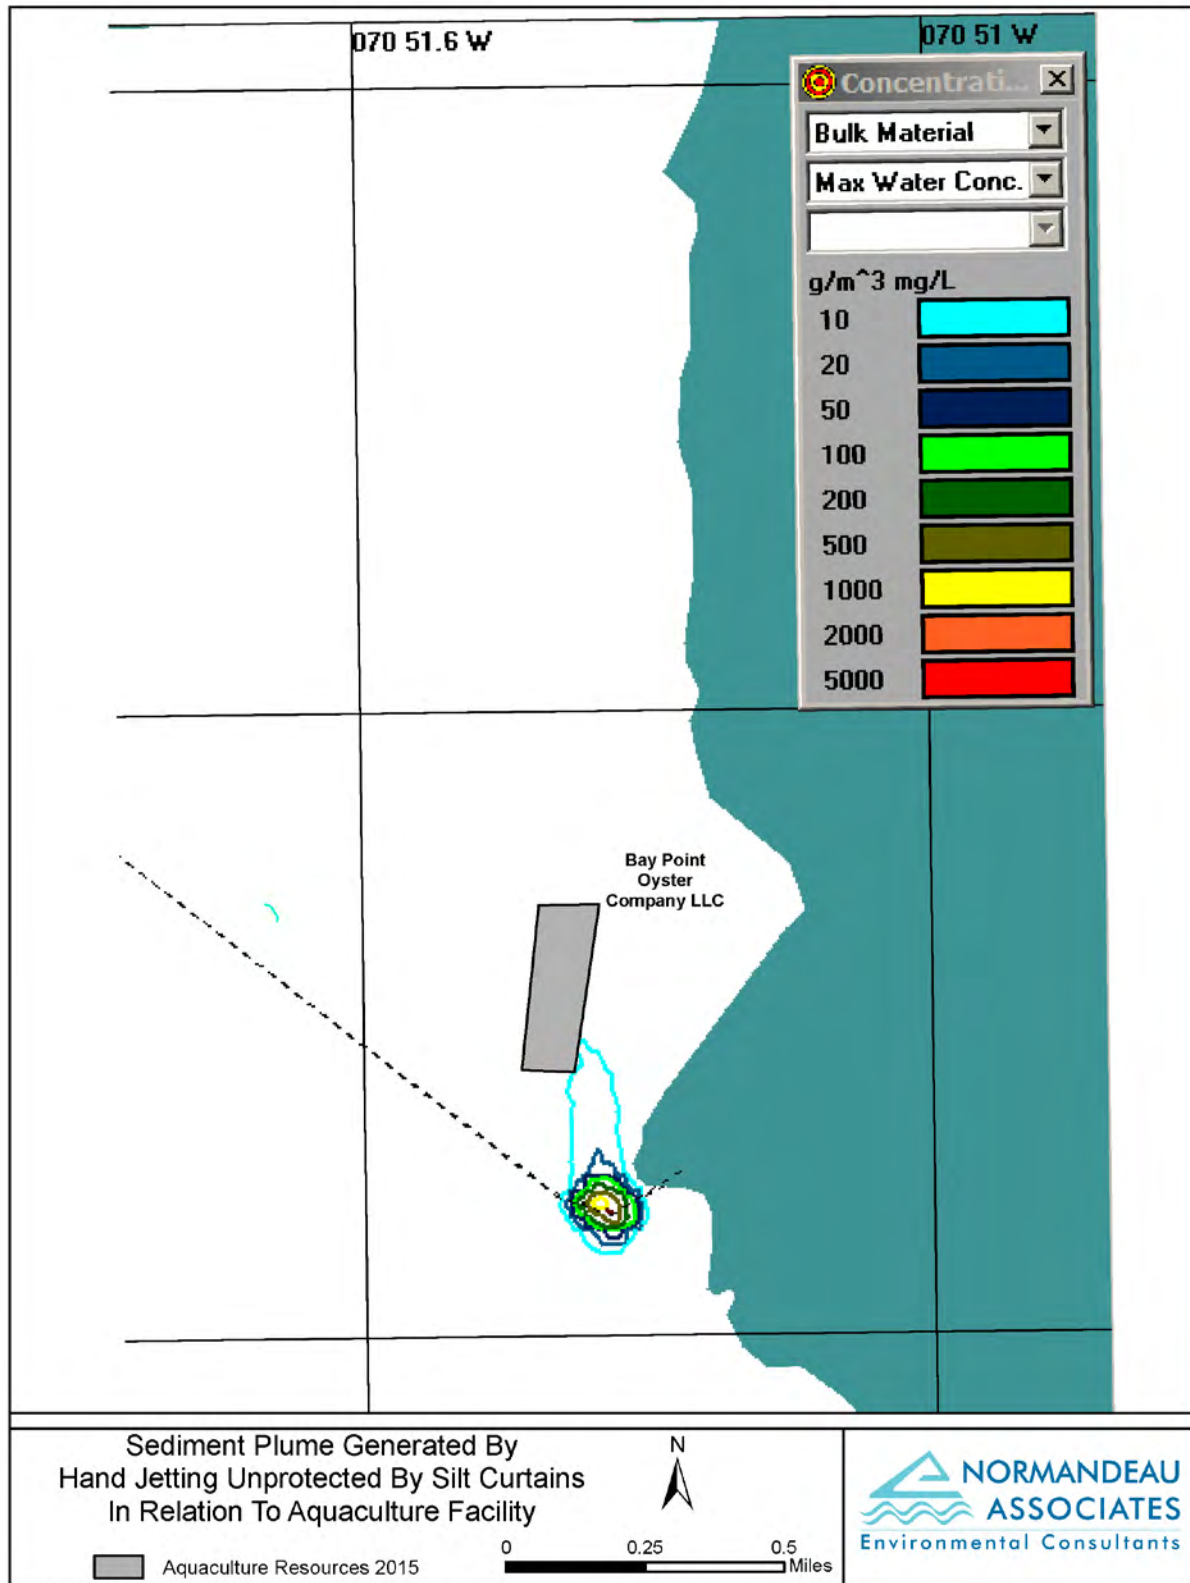 070 51.6 W
070 51 W
Concentrati...
Bulk Material
Max Water Conc.
g/m^3 mg/L
10
20
50
100
200
500
1000
2000
5000
Bay Point
Oyster
Company LLC
Sediment Plume Generated By
Hand Jetting Unprotected By Silt Curtains
In Relation To Aquaculture Facility
Aquaculture Resources 2015
N
0 0.25 0.5
Miles
NORMANDEAU
ASSOCIATES
Environmental Consultants